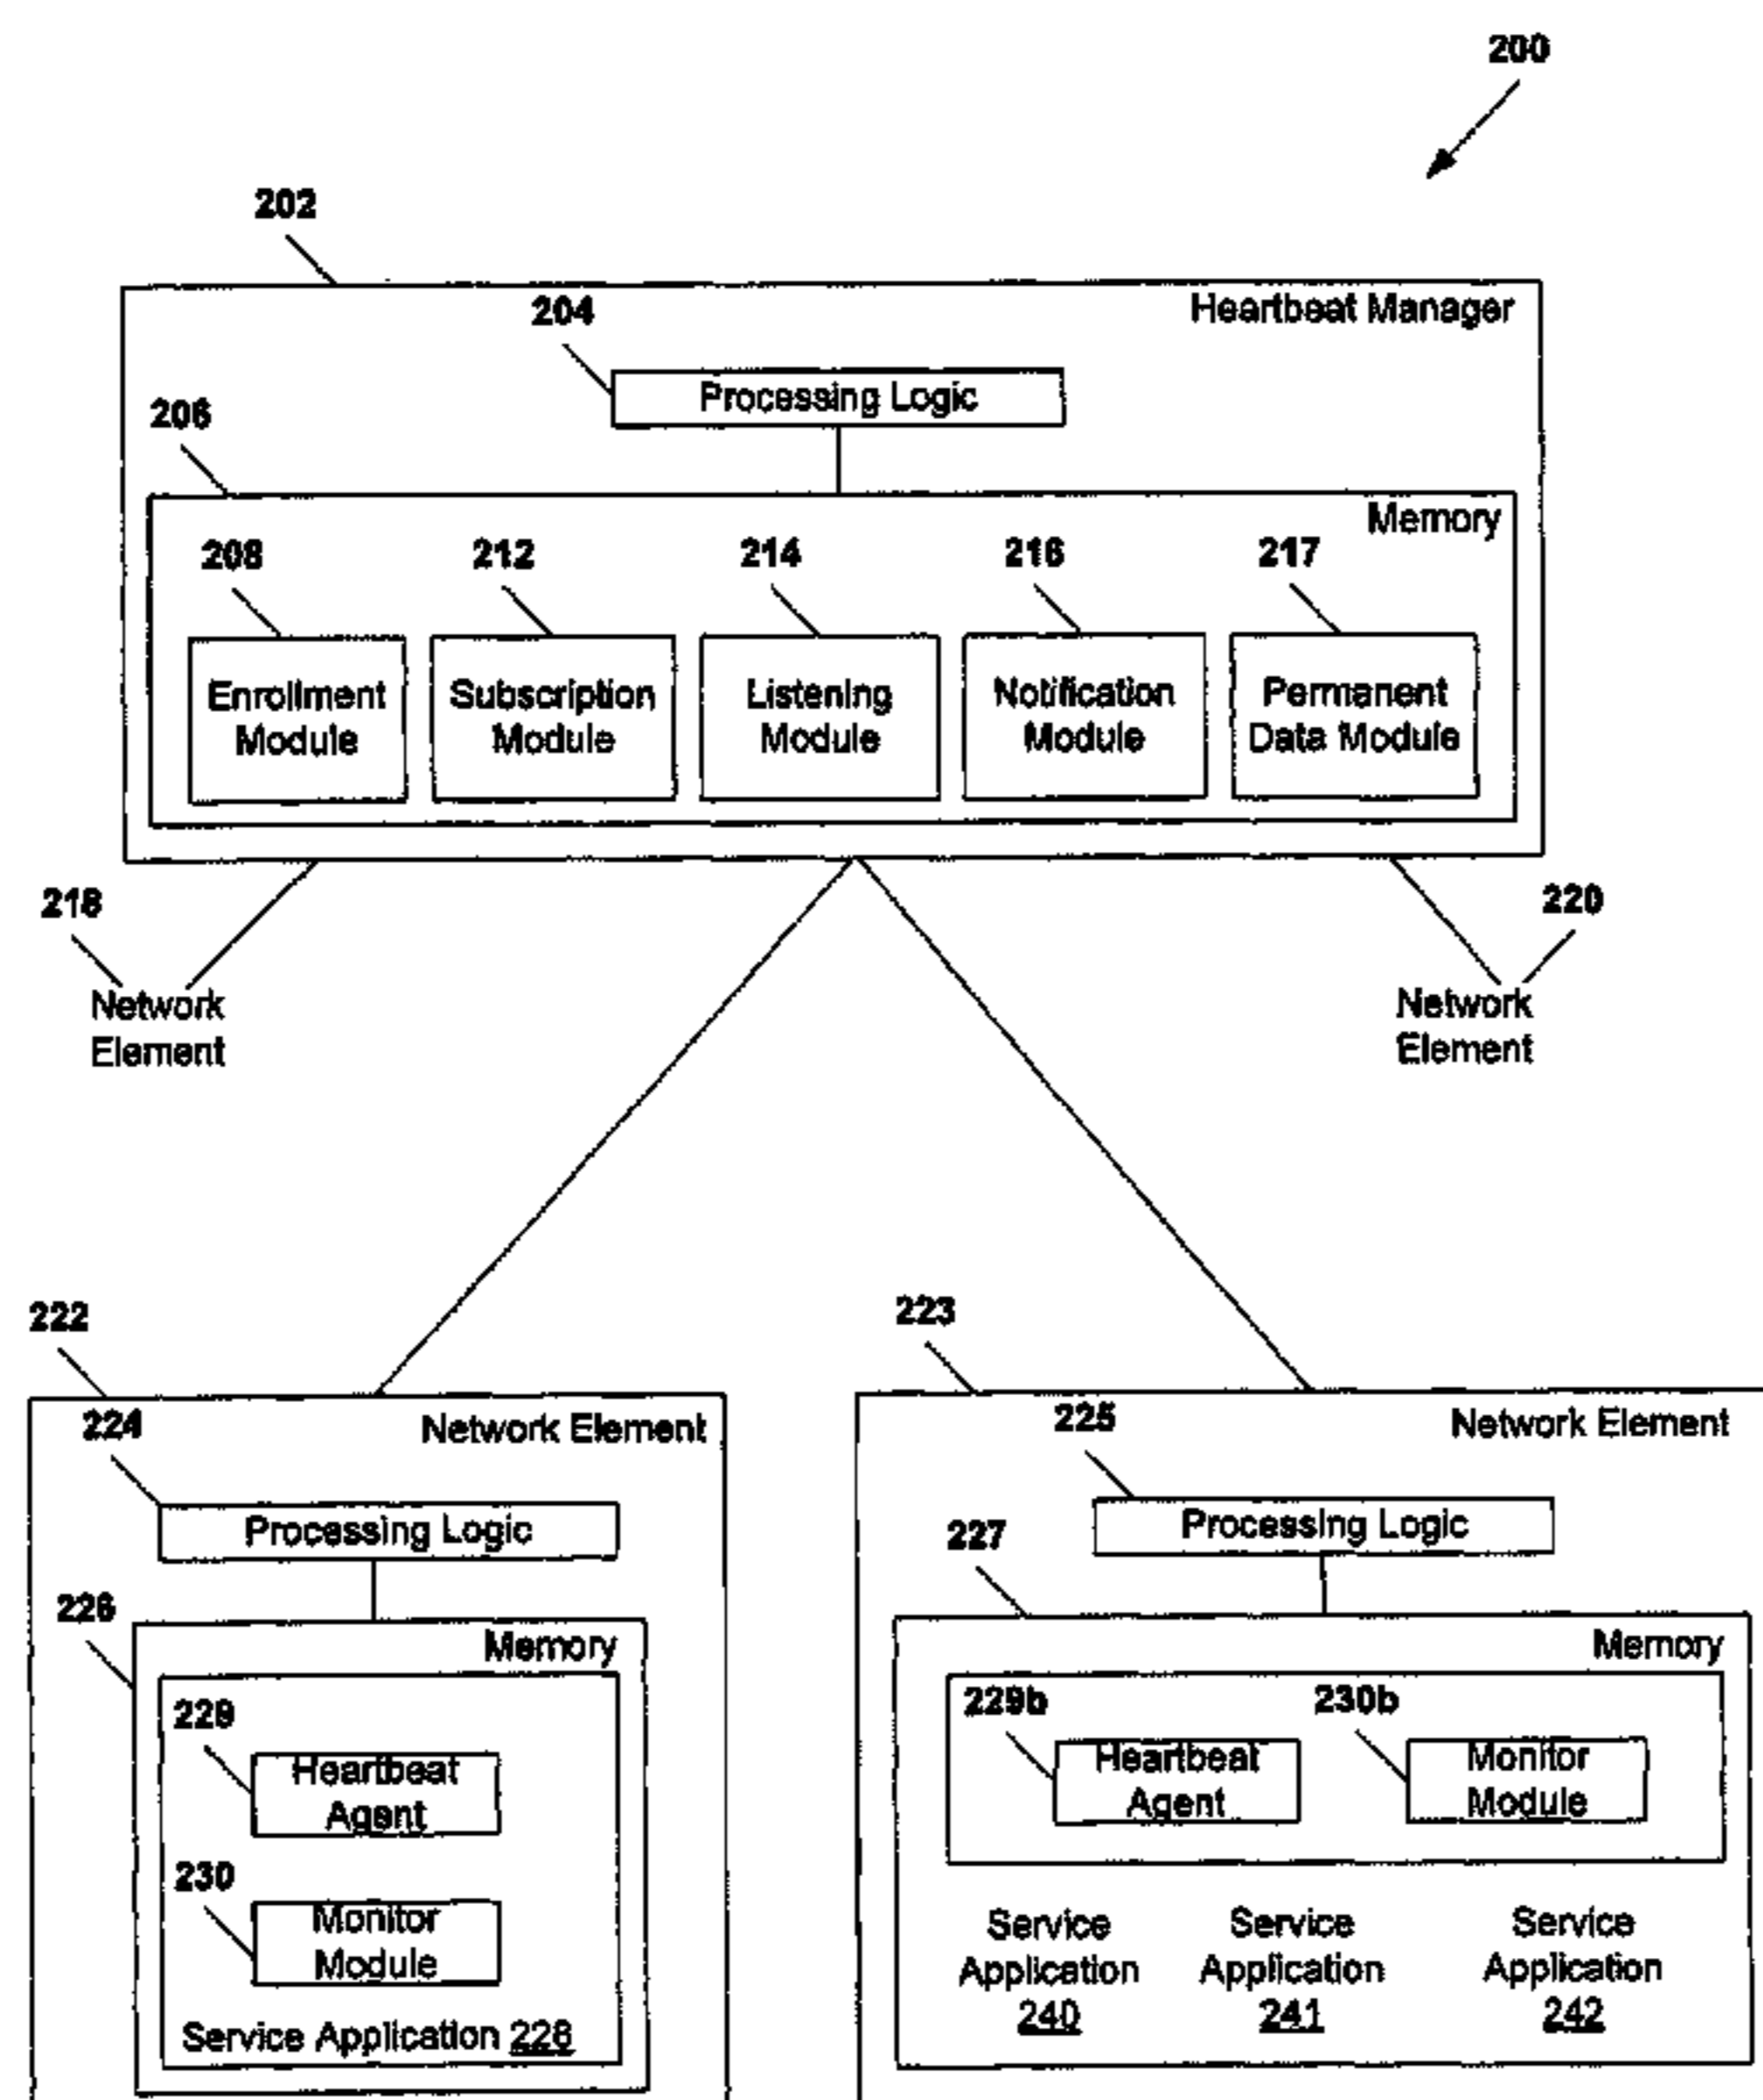 200
202
Heartbeat Manager
204
Processing Logic
206
Memory
208
212
214
216
217
Enrollment
Module
Subscription
Module
Listening
Module
Notification
Module
Permanent
Data Module
218
220
Network
Element
Network
Element
222
Network Element
224
Processing Logic
226
Memory
229
Heartbeat
Agent
230
Monitor
Module
Service Application 228
223
Network Element
225
Processing Logic
227
Memory
229b
Heartbeat
Agent
230b
Monitor
Module
Service
Application
240
Service
Application
241
Service
Application
242